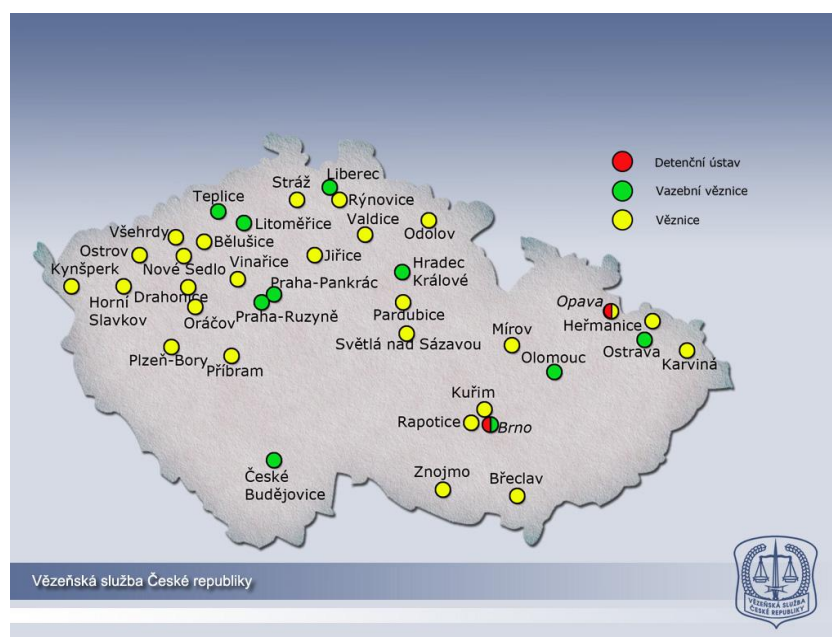 Detenční ústav
Vazební věznice
Věznice
Liberec
Stráž
Rýnovice
Teplice
Litoměřice
Valdice
Odolov
Všehrdy
Bělušice
Ostrov
Nové Sedlo
Jiřice
Kynšperk
Vinařice
Hradec
Králové
Praha-Pankrác
Horní
Slavkov
Drahonice
Oráčov
Praha-Ruzyně
Pardubice
Opava
Heřmanice
Světlá nad Sázavou
Mírov
Ostrava
Plzeň-Bory
Příbram
Olomouc
Karviná
Kuřim
Rapotice
Brno
České
Budějovice
Znojmo
Břeclav
Vězeňská služba České republiky
VĚZEŇSKÁ SLUŽBA
ČESKÉ REPUBLIKY